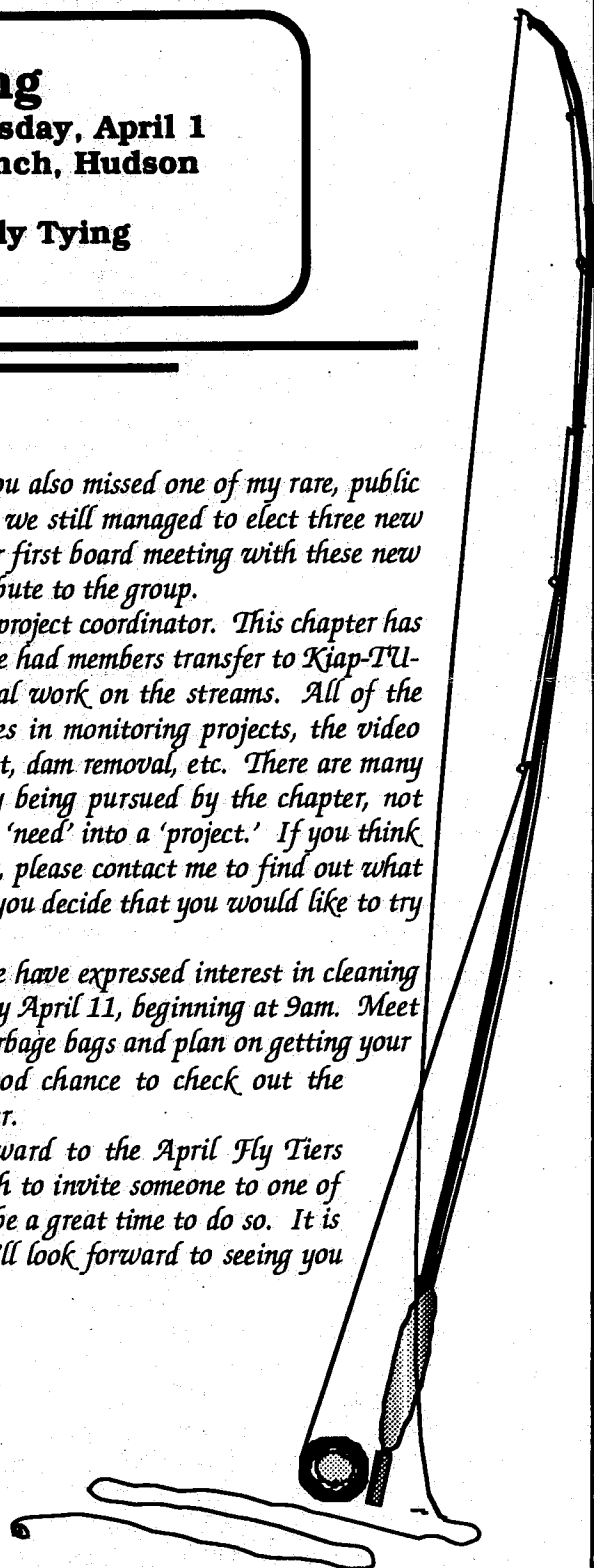 ng
sday, April 1
nch, Hudson
ly Tying
ou also missed one of my rare, public
we still managed to elect three new
r first board meeting with these new
bute to the group.
project coordinator. This chapter has
e had members transfer to Kiap-TU-
al work on the streams. All of the
es in monitoring projects, the video
t, dam removal, etc. There are many
y being pursued by the chapter, not
'need' into a 'project.' If you think
, please contact me to find out what
you decide that you would like to try
e have expressed interest in cleaning
y April 11, beginning at 9am. Meet
rbage bags and plan on getting your
od chance to check out the
r.
ward to the April Fly Tiers
h to invite someone to one of
be a great time to do so. It is
'll look forward to seeing you